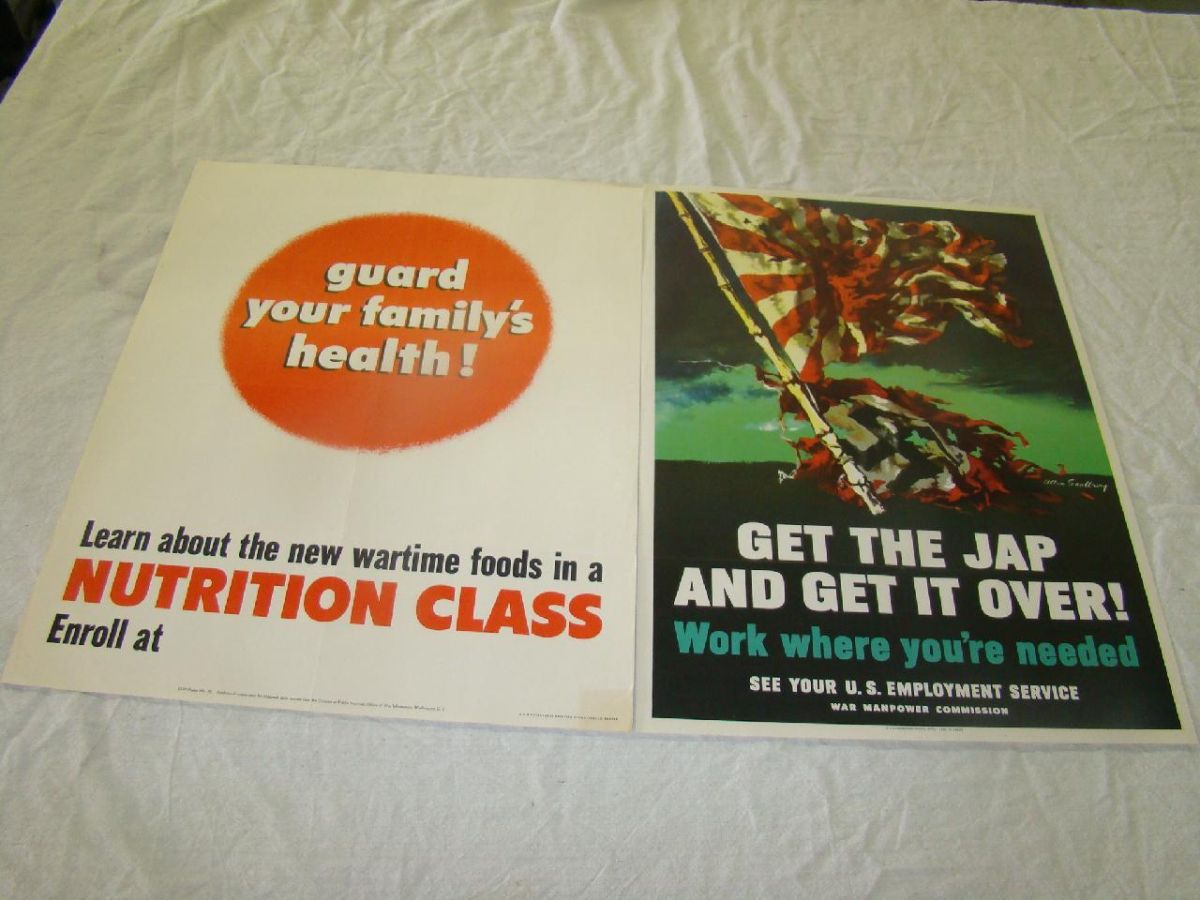 guard
your family's
health!
Learn about the new wartime foods in a
NUTRITION CLASS
Enroll at
GET THE JAP
AND GET IT OVER!
Work where you're needed
SEE YOUR U.S. EMPLOYMENT SERVICE
WAR MANPOWER COMMISSION